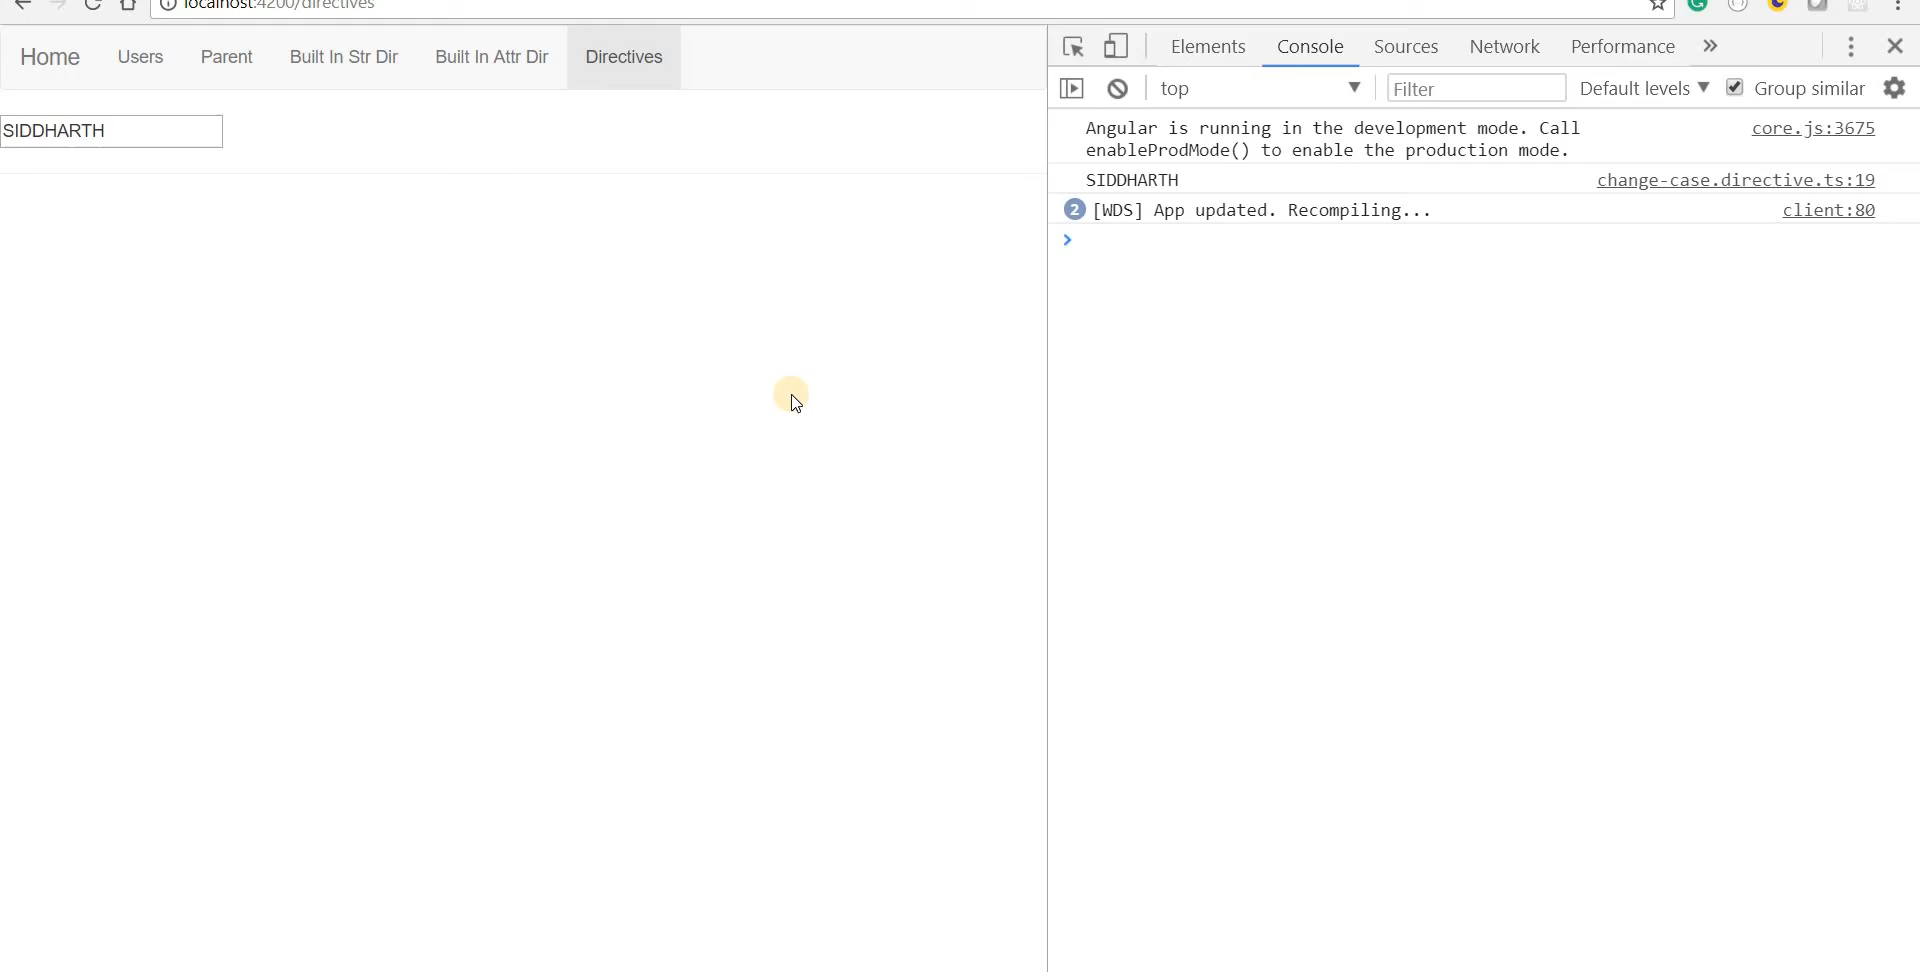 localhost:4200/directives
Home Users Parent Built In Str Dir Built In Attr Dir Directives
SIDDHARTH
Elements Console Sources Network Performance »
top Filter Default levels Group similar
Angular is running in the development mode. Call core.js:3675
enableProdMode() to enable the production mode.
SIDDHARTH change-case.directive.ts:19
2 [WDS] App updated. Recompiling... client:80